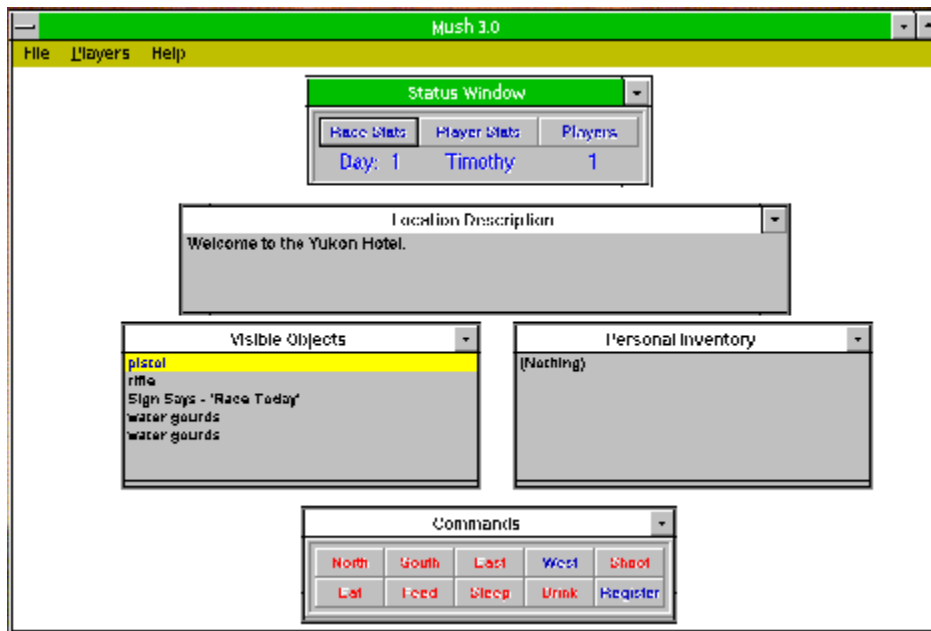 Mush 3.0
File Players Help
Status Window
Race Stats Player Stats Players
Day: 1 Timothy 1
Location Description
Welcome to the Yukon Hotel.
Visible Objects
pistol
rifle
Sign Says - 'Race Today'
water gourds
water gourds
Personal Inventory
(Nothing)
Commands
North South East West Shoot
Eat Feed Sleep Drink Register